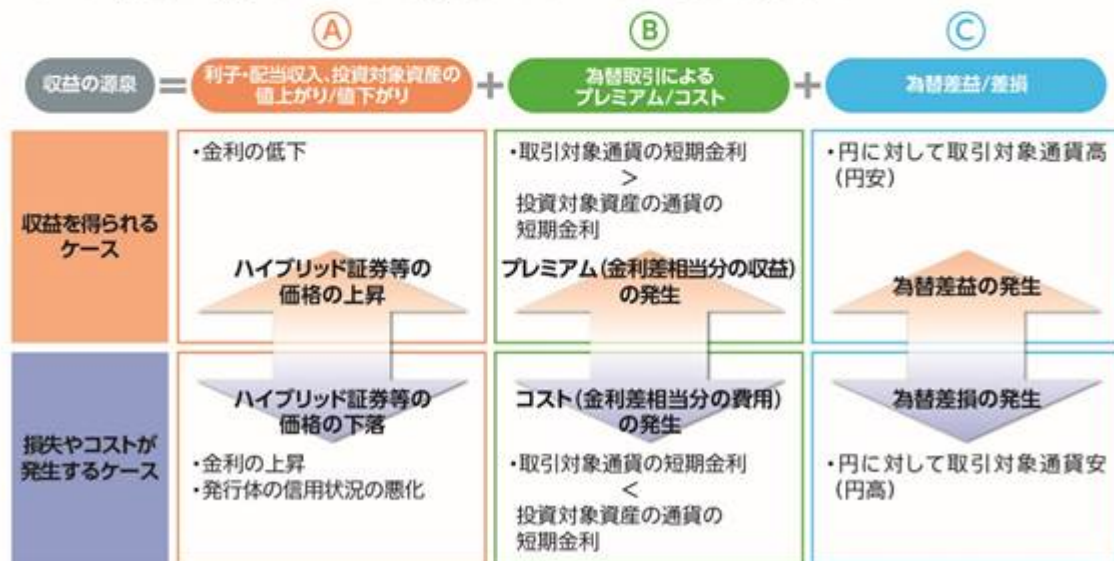 Ⓐ
Ⓑ
Ⓒ
収益の源泉
=
利子・配当収入、投資対象資産の
値上がり/値下がり
+
為替取引による
プレミアム/コスト
+
為替差益/差損
収益を得られる
ケース
・金利の低下
ハイブリッド証券等の
価格の上昇
・取引対象通貨の短期金利
>
投資対象資産の通貨の
短期金利
プレミアム(金利差相当分の収益)
の発生
・円に対して取引対象通貨高
(円安)
為替差益の発生
損失やコストが
発生するケース
ハイブリッド証券等の
価格の下落
・金利の上昇
・発行体の信用状況の悪化
コスト(金利差相当分の費用)
の発生
・取引対象通貨の短期金利
<
投資対象資産の通貨の
短期金利
為替差損の発生
・円に対して取引対象通貨安
(円高)